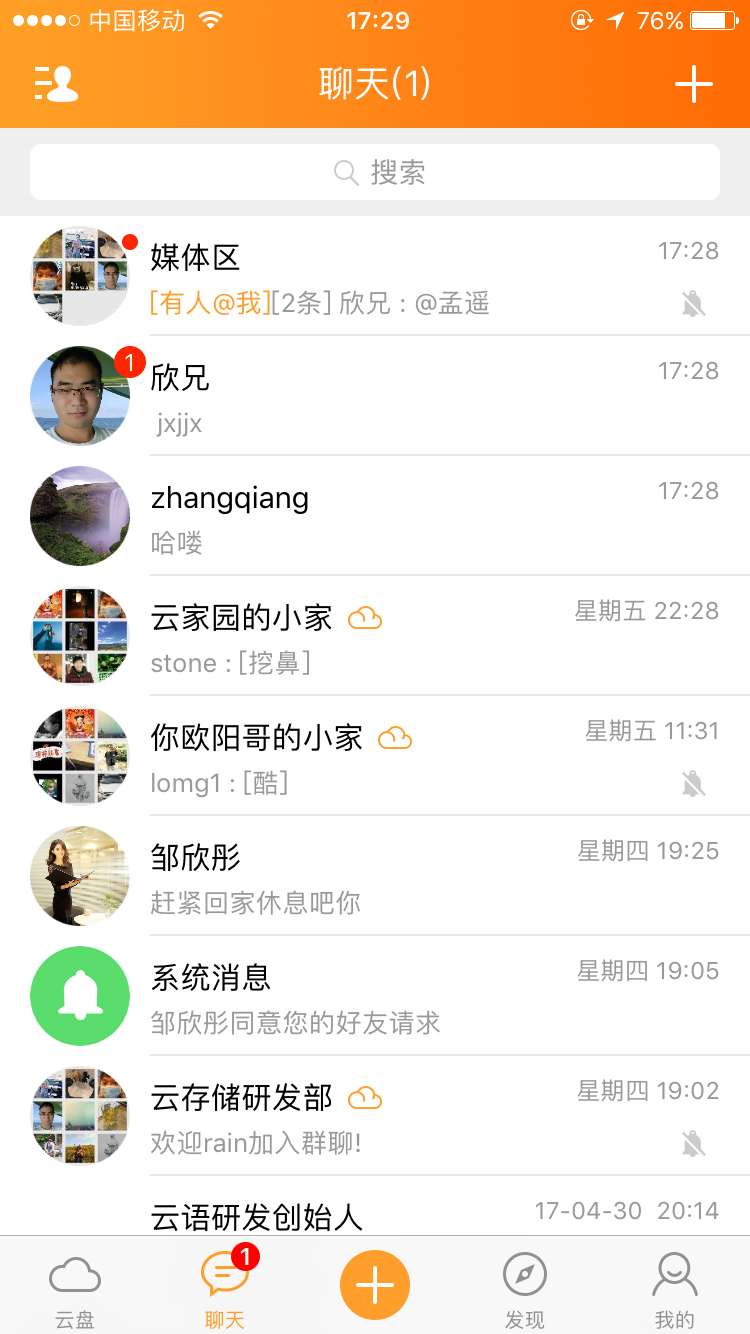 中国移动 17:29 76%
聊天(1)
搜索
媒体区 17:28
[有人@我][2条] 欣兄 : @孟遥
1
欣兄 17:28
jxjjx
zhangqiang 17:28
哈喽
云家园的小家 星期五 22:28
stone : [挖鼻]
你欧阳哥的小家 星期五 11:31
lomg1 : [酷]
邹欣彤 星期四 19:25
赶紧回家休息吧你
系统消息 星期四 19:05
邹欣彤同意您的好友请求
云存储研发部 星期四 19:02
欢迎rain加入群聊!
云语研发创始人 17-04-30 20:14
1
云盘 聊天 发现 我的